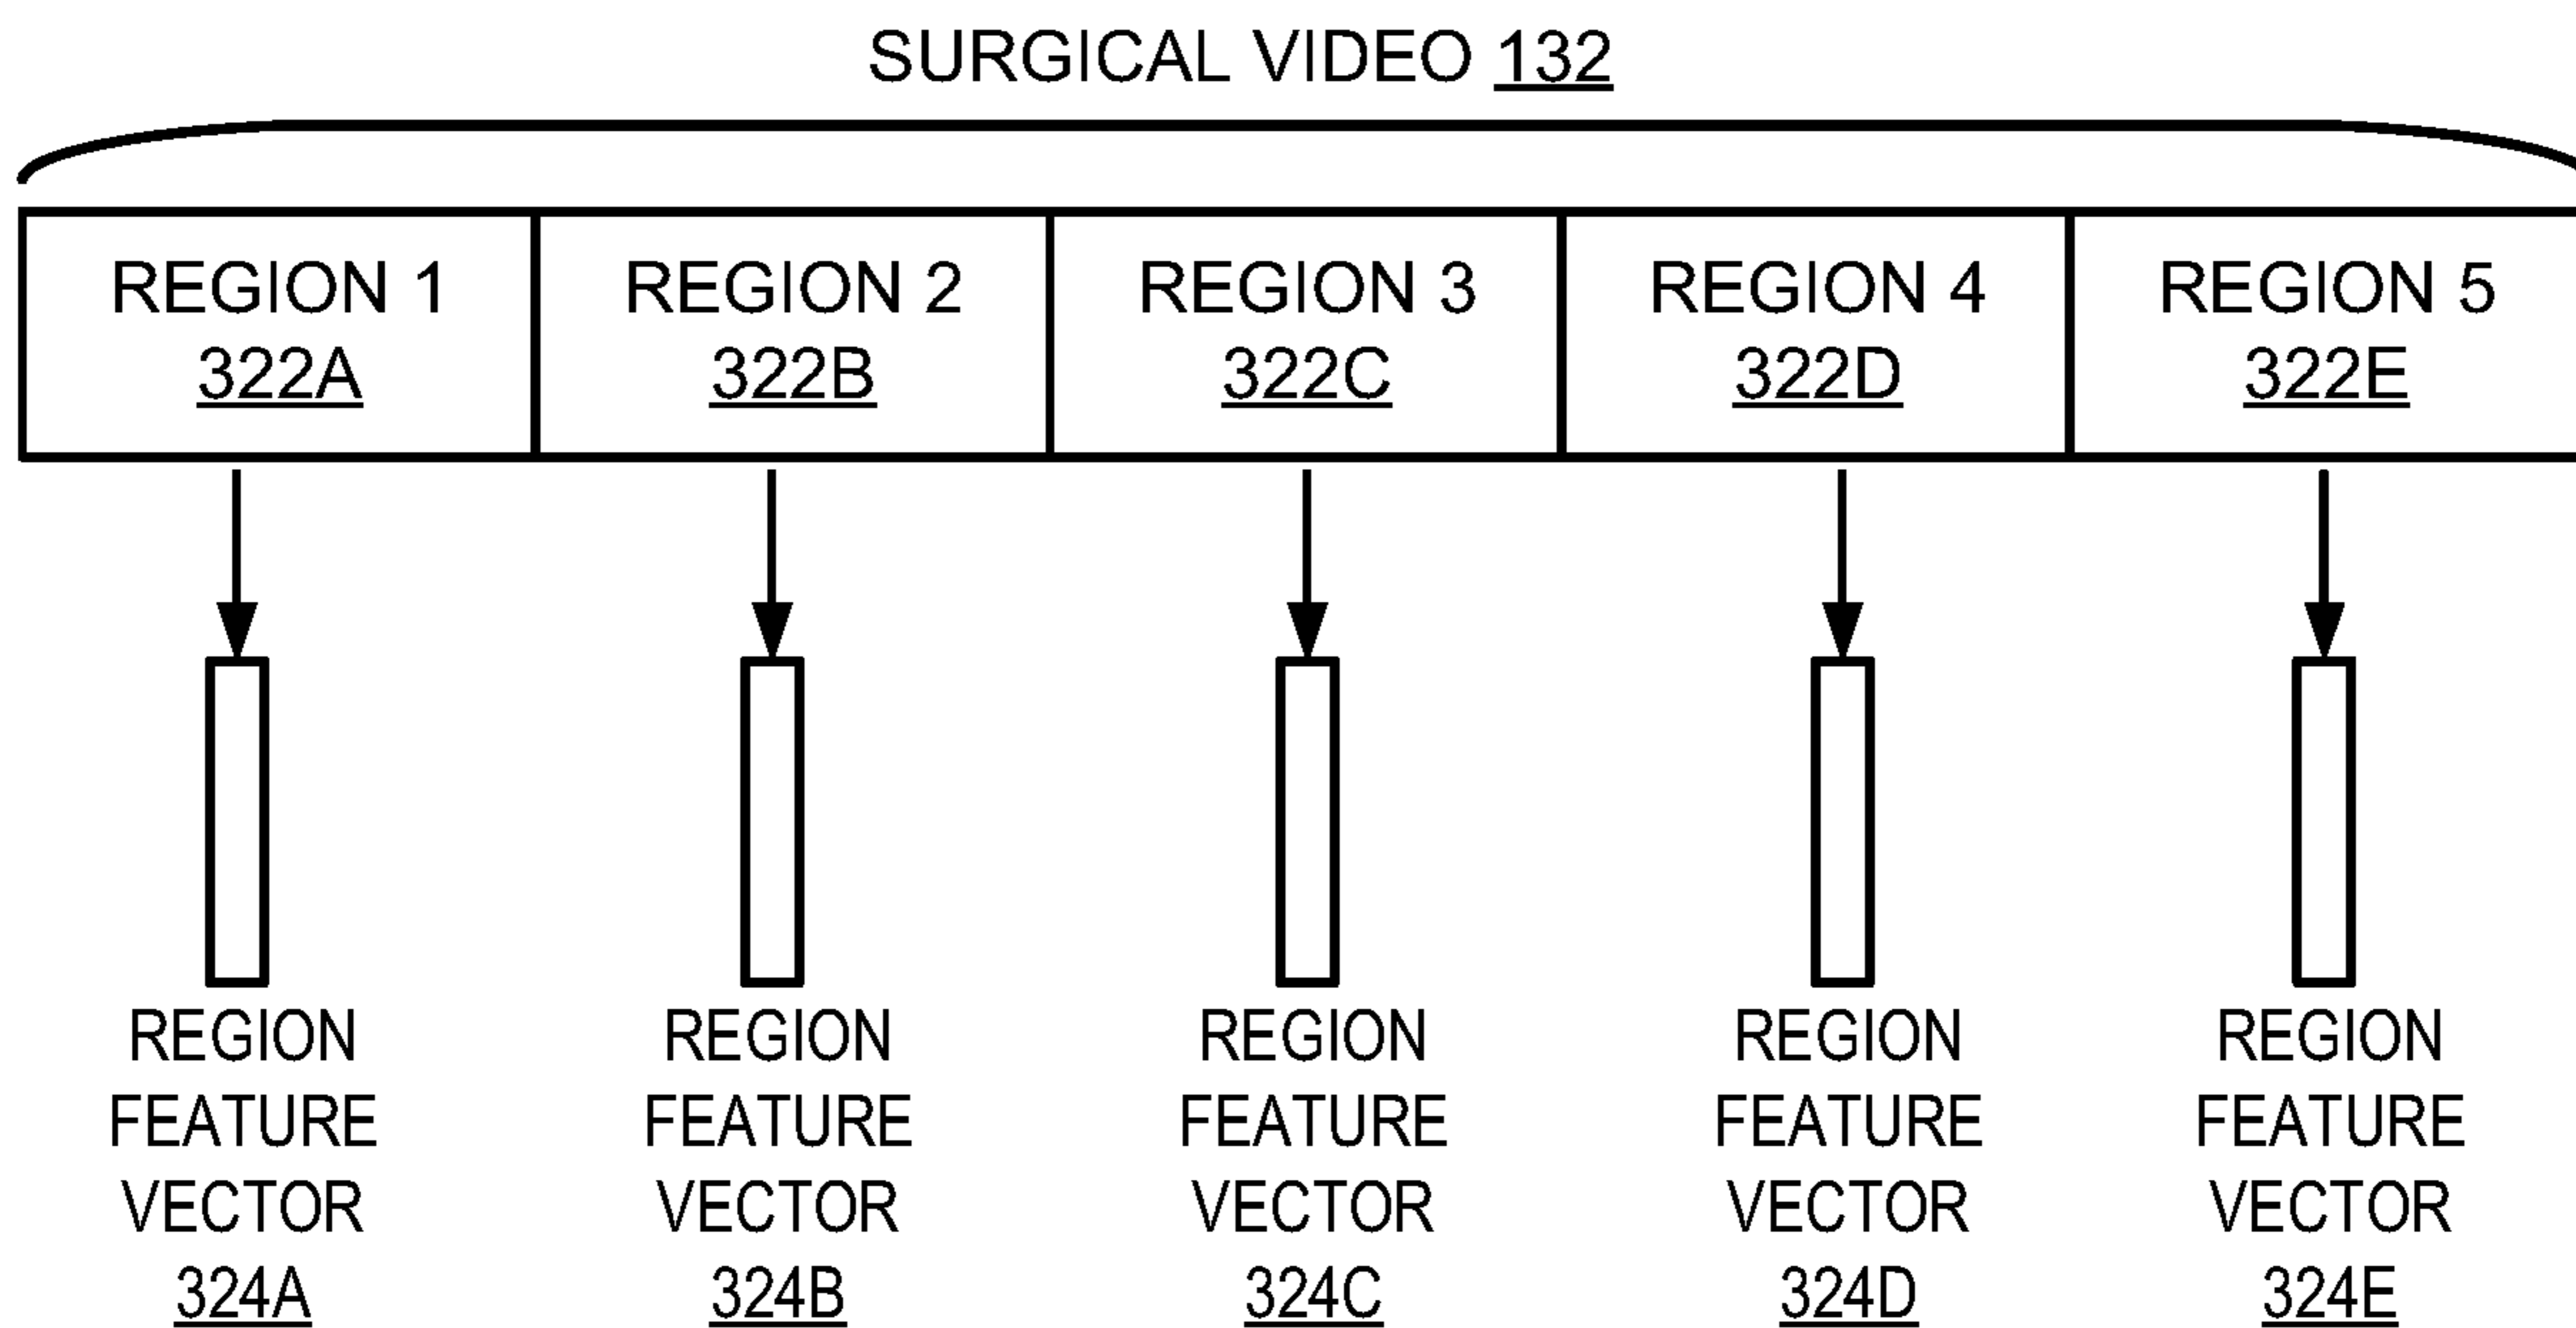 SURGICAL VIDEO 132
REGION 1
322A
REGION 2
322B
REGION 3
322C
REGION 4
322D
REGION 5
322E
REGION
FEATURE
VECTOR
324A
REGION
FEATURE
VECTOR
324B
REGION
FEATURE
VECTOR
324C
REGION
FEATURE
VECTOR
324D
REGION
FEATURE
VECTOR
324E